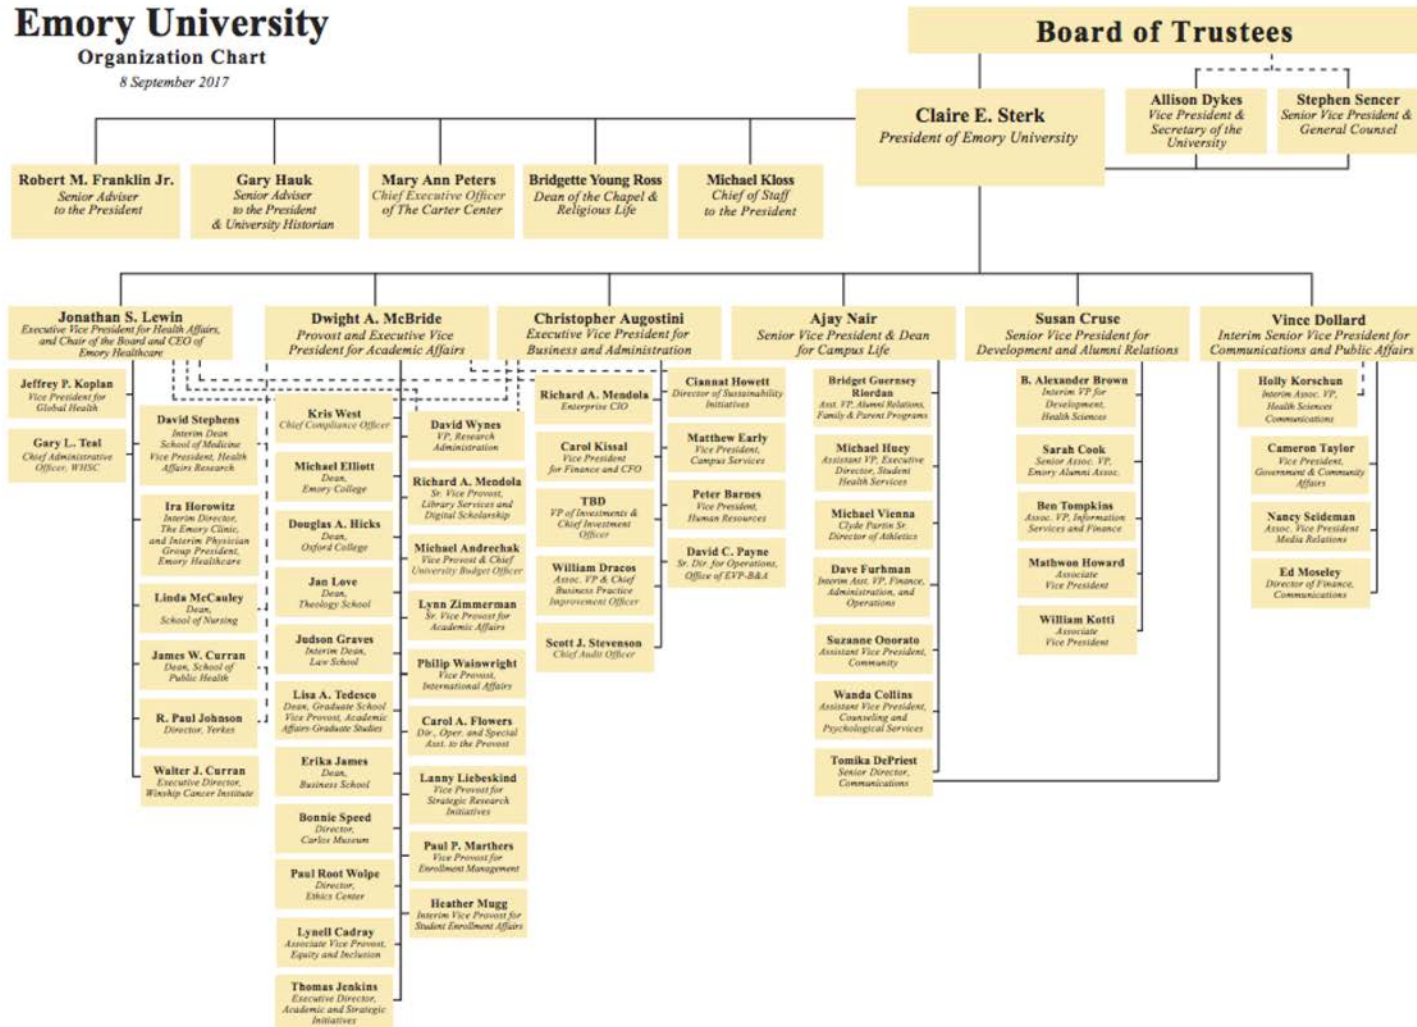 Emory University
Organization Chart
8 September 2017
Board of Trustees
Claire E. Sterk
President of Emory University
Allison Dykes
Vice President &
Secretary of the
University
Stephen Sencer
Senior Vice President &
General Counsel
Robert M. Franklin Jr.
Senior Adviser
to the President
Gary Hauk
Senior Adviser
to the President
& University Historian
Mary Ann Peters
Chief Executive Officer
of The Carter Center
Bridgette Young Ross
Dean of the Chapel &
Religious Life
Michael Kloss
Chief of Staff
to the President
Jonathan S. Lewin
Executive Vice President for Health Affairs,
and Chair of the Board and CEO of
Emory Healthcare
Dwight A. McBride
Provost and Executive Vice
President for Academic Affairs
Christopher Augostini
Executive Vice President for
Business and Administration
Ajay Nair
Senior Vice President & Dean
for Campus Life
Susan Cruse
Senior Vice President for
Development and Alumni Relations
Vince Dollard
Interim Senior Vice President for
Communications and Public Affairs
Jeffrey P. Koplan
Vice President for
Global Health
Gary L. Teal
Chief Administrative
Officer, WHSC
David Stephens
Interim Dean
School of Medicine
Vice President, Health
Affairs Research
Ira Horowitz
Interim Director,
The Emory Clinic,
and Interim Physician
Group President,
Emory Healthcare
Linda McCauley
Dean,
School of Nursing
James W. Curran
Dean, School of
Public Health
R. Paul Johnson
Director, Yerkes
Walter J. Curran
Executive Director,
Winship Cancer Institute
Kris West
Chief Compliance Officer
Michael Elliott
Dean,
Emory College
Douglas A. Hicks
Dean,
Oxford College
Jan Love
Dean,
Theology School
Judson Graves
Interim Dean,
Law School
Lisa A. Tedesco
Dean, Graduate School
Vice Provost, Academic
Affairs-Graduate Studies
Erika James
Dean,
Business School
Bonnie Speed
Director,
Carlos Museum
Paul Root Wolpe
Director,
Ethics Center
Lynell Cadray
Associate Vice Provost,
Equity and Inclusion
Thomas Jenkins
Executive Director,
Academic and Strategic
Initiatives
David Wynes
VP, Research
Administration
Richard A. Mendola
Sr. Vice Provost,
Library Services and
Digital Scholarship
Michael Andrechak
Vice Provost & Chief
University Budget Officer
Lynn Zimmerman
Sr. Vice Provost for
Academic Affairs
Philip Wainwright
Vice Provost,
International Affairs
Carol A. Flowers
Dir., Oper. and Special
Asst. to the Provost
Lanny Liebeskind
Vice Provost for
Strategic Research
Initiatives
Paul P. Marthers
Vice Provost for
Enrollment Management
Heather Mugg
Interim Vice Provost for
Student Enrollment Affairs
Richard A. Mendola
Enterprise CIO
Carol Kissal
Vice President
for Finance and CFO
TBD
VP of Investments &
Chief Investment
Officer
William Dracos
Assoc. VP & Chief
Business Practice
Improvement Officer
Scott J. Stevenson
Chief Audit Officer
Ciannat Howett
Director of Sustainability
Initiatives
Matthew Early
Vice President,
Campus Services
Peter Barnes
Vice President,
Human Resources
David C. Payne
Sr. Dir. for Operations,
Office of EVP-B&A
Bridget Guernsey
Riordan
Asst. VP, Alumni Relations,
Family & Parent Programs
Michael Huey
Assistant VP, Executive
Director, Student
Health Services
Michael Vienna
Clyde Partin Sr.
Director of Athletics
Dave Furhman
Interim Asst. VP, Finance,
Administration, and
Operations
Suzanne Onorato
Assistant Vice President,
Community
Wanda Collins
Assistant Vice President,
Counseling and
Psychological Services
Tomika DePriest
Senior Director,
Communications
B. Alexander Brown
Interim VP for
Development,
Health Sciences
Sarah Cook
Senior Assoc. VP,
Emory Alumni Assoc.
Ben Tompkins
Assoc. VP, Information
Services and Finance
Mathwon Howard
Associate
Vice President
William Kotti
Associate
Vice President
Holly Korschun
Interim Assoc. VP,
Health Sciences
Communications
Cameron Taylor
Vice President,
Government & Community
Affairs
Nancy Seideman
Assoc. Vice President
Media Relations
Ed Moseley
Director of Finance,
Communications